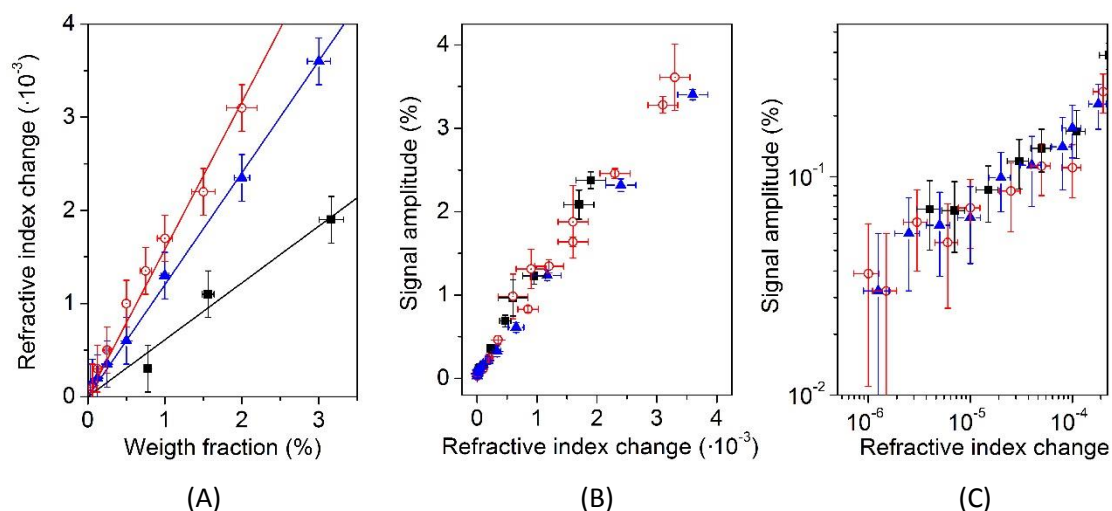 Refractive index change (·10⁻³)
4
3
2
1
0
0 1 2 3
Weigth fraction (%)
(A)
Signal amplitude (%)
4
3
2
1
0
0 1 2 3 4
Refractive index change (·10⁻³)
(B)
Signal amplitude (%)
10⁻¹
10⁻²
10⁻⁶ 10⁻⁵ 10⁻⁴
Refractive index change
(C)